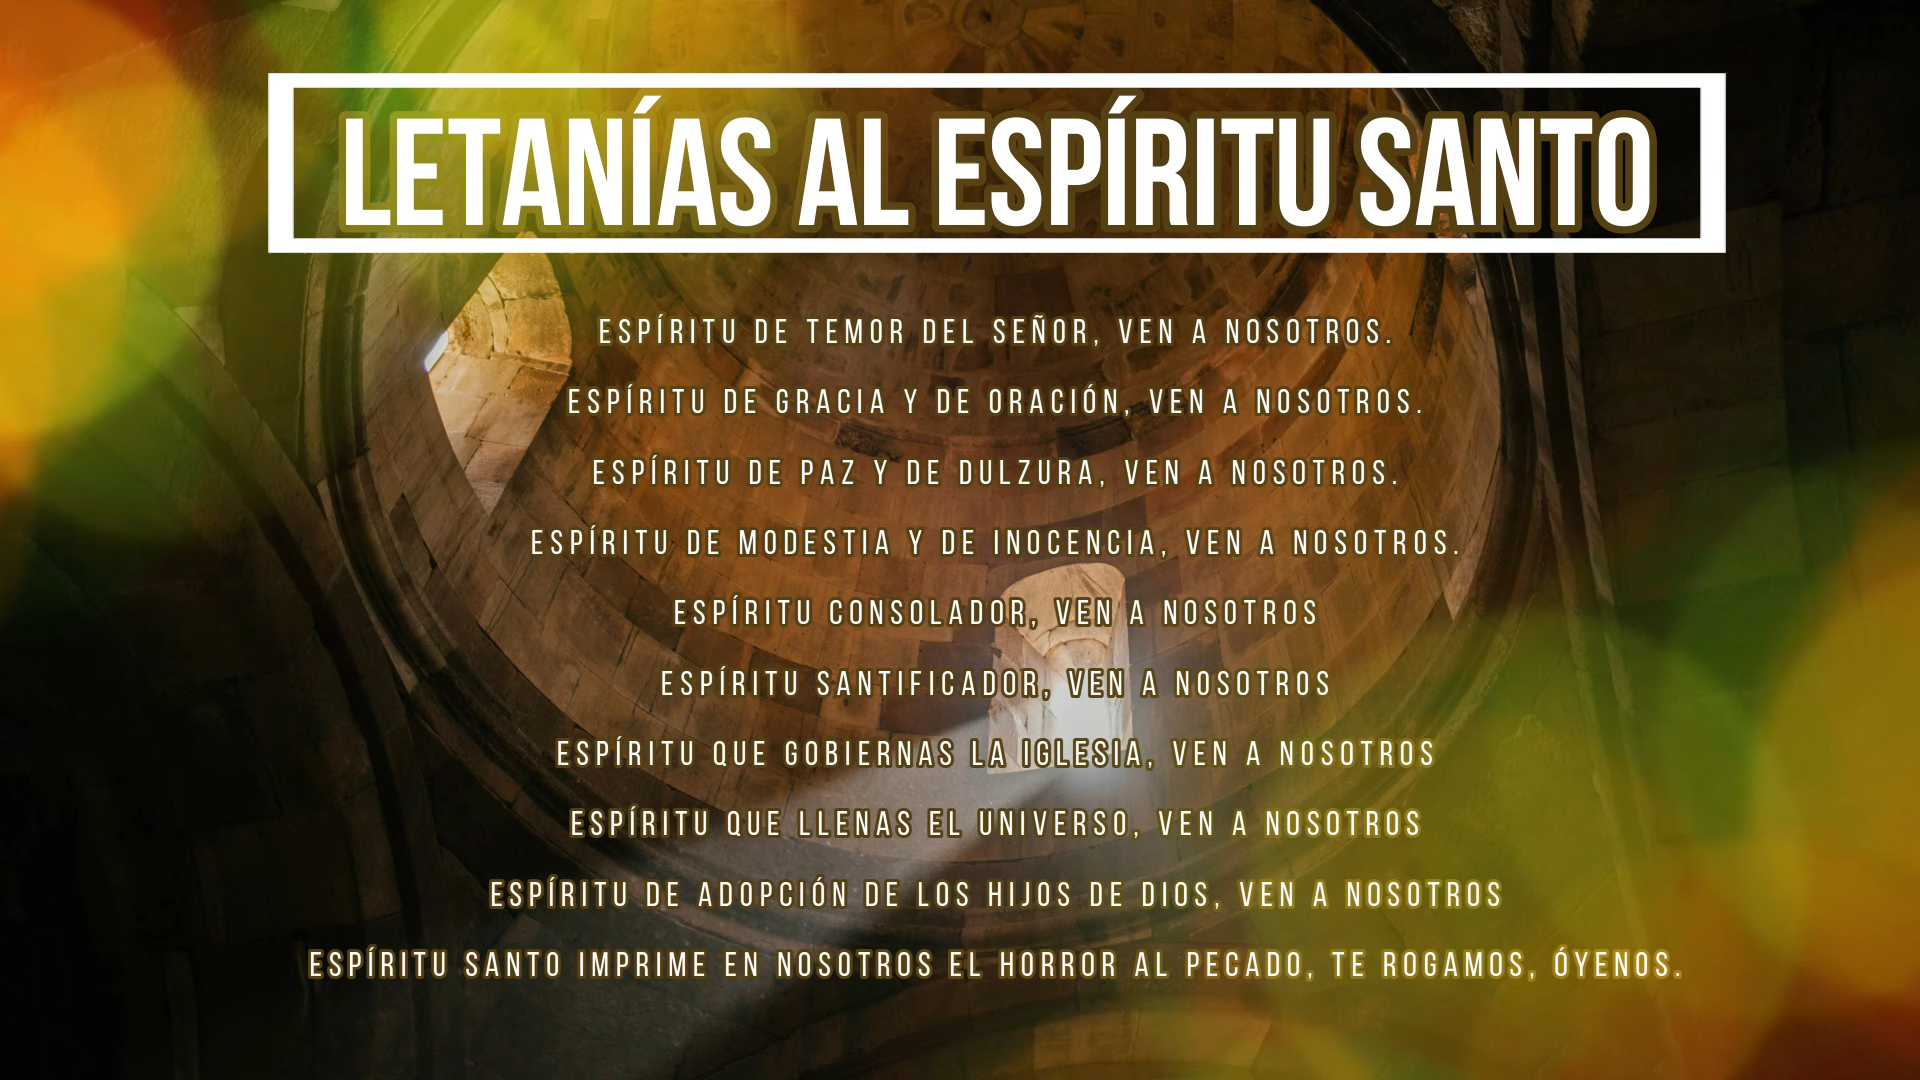 LETANÍAS AL ESPÍRITU SANTO
ESPÍRITU DE TEMOR DEL SEÑOR, VEN A NOSOTROS.
ESPÍRITU DE GRACIA Y DE ORACIÓN, VEN A NOSOTROS.
ESPÍRITU DE PAZ Y DE DULZURA, VEN A NOSOTROS.
ESPÍRITU DE MODESTIA Y DE INOCENCIA, VEN A NOSOTROS.
ESPÍRITU CONSOLADOR, VEN A NOSOTROS
ESPÍRITU SANTIFICADOR, VEN A NOSOTROS
ESPÍRITU QUE GOBIERNAS LA IGLESIA, VEN A NOSOTROS
ESPÍRITU QUE LLENAS EL UNIVERSO, VEN A NOSOTROS
ESPÍRITU DE ADOPCIÓN DE LOS HIJOS DE DIOS, VEN A NOSOTROS
ESPÍRITU SANTO IMPRIME EN NOSOTROS EL HORROR AL PECADO, TE ROGAMOS, ÓYENOS.